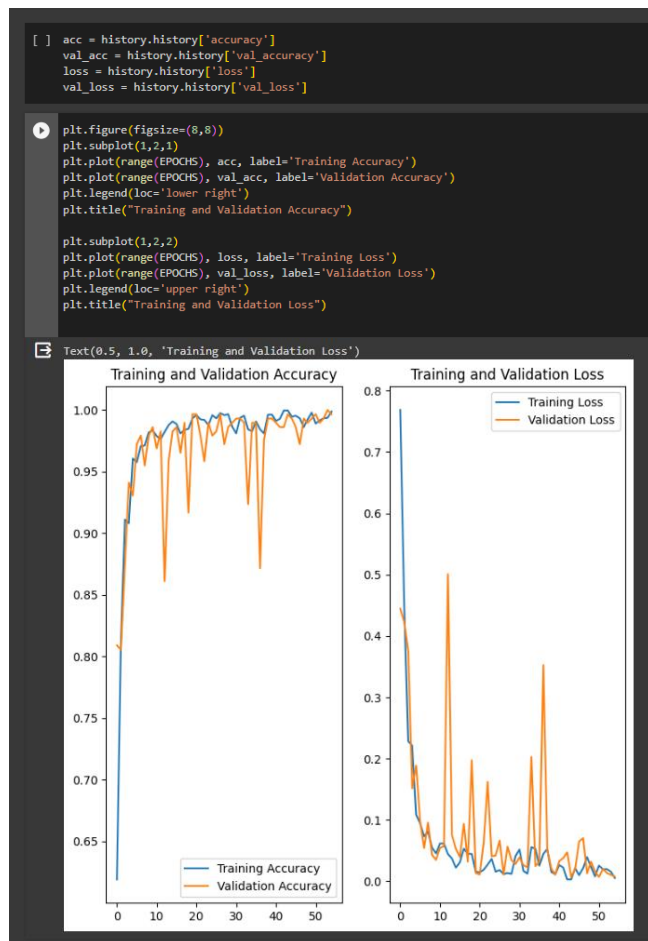 [ ] acc = history.history['accuracy']
val_acc = history.history['val_accuracy']
loss = history.history['loss']
val_loss = history.history['val_loss']
plt.figure(figsize=(8,8))
plt.subplot(1,2,1)
plt.plot(range(EPOCHS), acc, label='Training Accuracy')
plt.plot(range(EPOCHS), val_acc, label='Validation Accuracy')
plt.legend(loc='lower right')
plt.title("Training and Validation Accuracy")
plt.subplot(1,2,2)
plt.plot(range(EPOCHS), loss, label='Training Loss')
plt.plot(range(EPOCHS), val_loss, label='Validation Loss')
plt.legend(loc='upper right')
plt.title("Training and Validation Loss")
Text(0.5, 1.0, 'Training and Validation Loss')
Training and Validation Accuracy
1.00
0.95
0.90
0.85
0.80
0.75
0.70
0.65
Training Accuracy
Validation Accuracy
0 10 20 30 40 50
Training and Validation Loss
0.8
0.7
0.6
0.5
0.4
0.3
0.2
0.1
0.0
Training Loss
Validation Loss
0 10 20 30 40 50